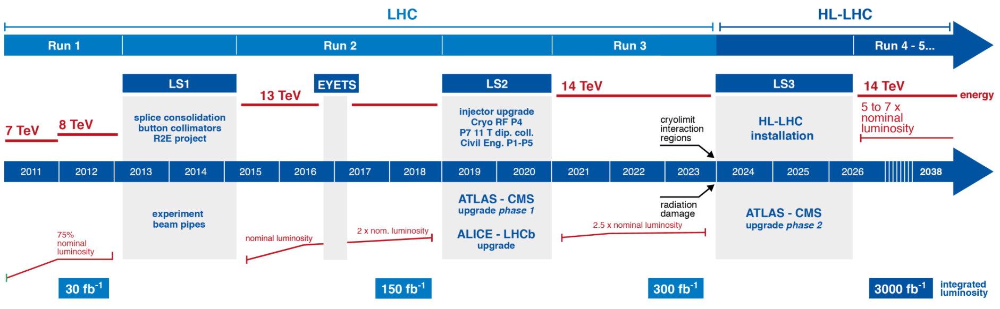 LHC
HL-LHC
Run 1
Run 2
Run 3
Run 4 - 5...
LS1
EYETS
LS2
LS3
7 TeV
8 TeV
13 TeV
14 TeV
14 TeV
energy
splice consolidation
button collimators
R2E project
injector upgrade
Cryo RF P4
P7 11 T dip. coll.
Civil Eng. P1-P5
cryolimit
interaction
regions
HL-LHC
installation
5 to 7 x
nominal
luminosity
2011
2012
2013
2014
2015
2016
2017
2018
2019
2020
2021
2022
2023
2024
2025
2026
2038
75%
nominal
luminosity
experiment
beam pipes
nominal luminosity
2 x nom. luminosity
ATLAS - CMS
upgrade phase 1
ALICE - LHCb
upgrade
radiation
damage
2.5 x nominal luminosity
ATLAS - CMS
upgrade phase 2
30 fb-1
150 fb-1
300 fb-1
3000 fb-1
integrated
luminosity